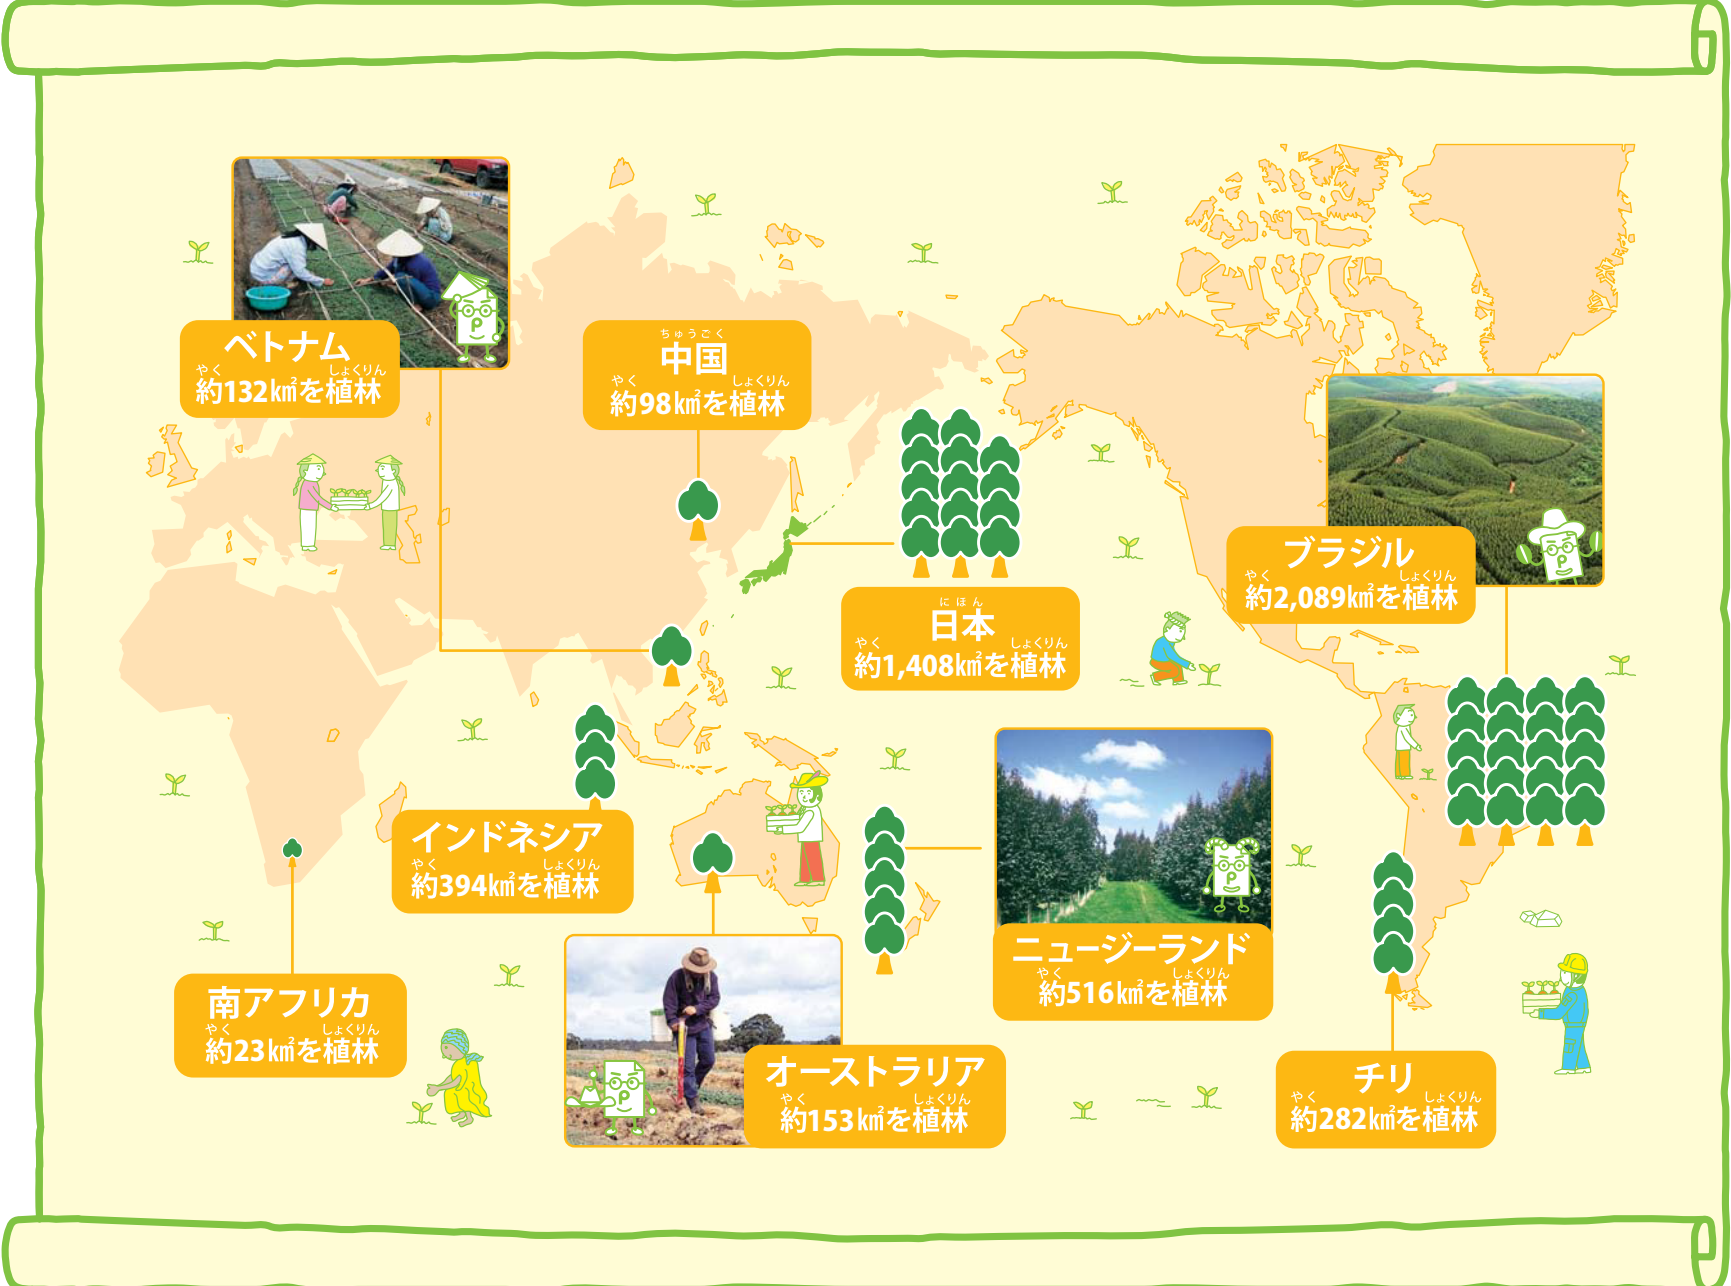 ベトナム
やく しょくりん
約132㎢を植林
ちゅうごく
中国
やく しょくりん
約98㎢を植林
にほん
日本
やく しょくりん
約1,408㎢を植林
ブラジル
やく しょくりん
約2,089㎢を植林
インドネシア
やく しょくりん
約394㎢を植林
南アフリカ
やく しょくりん
約23㎢を植林
オーストラリア
やく しょくりん
約153㎢を植林
ニュージーランド
やく しょくりん
約516㎢を植林
チリ
やく しょくりん
約282㎢を植林